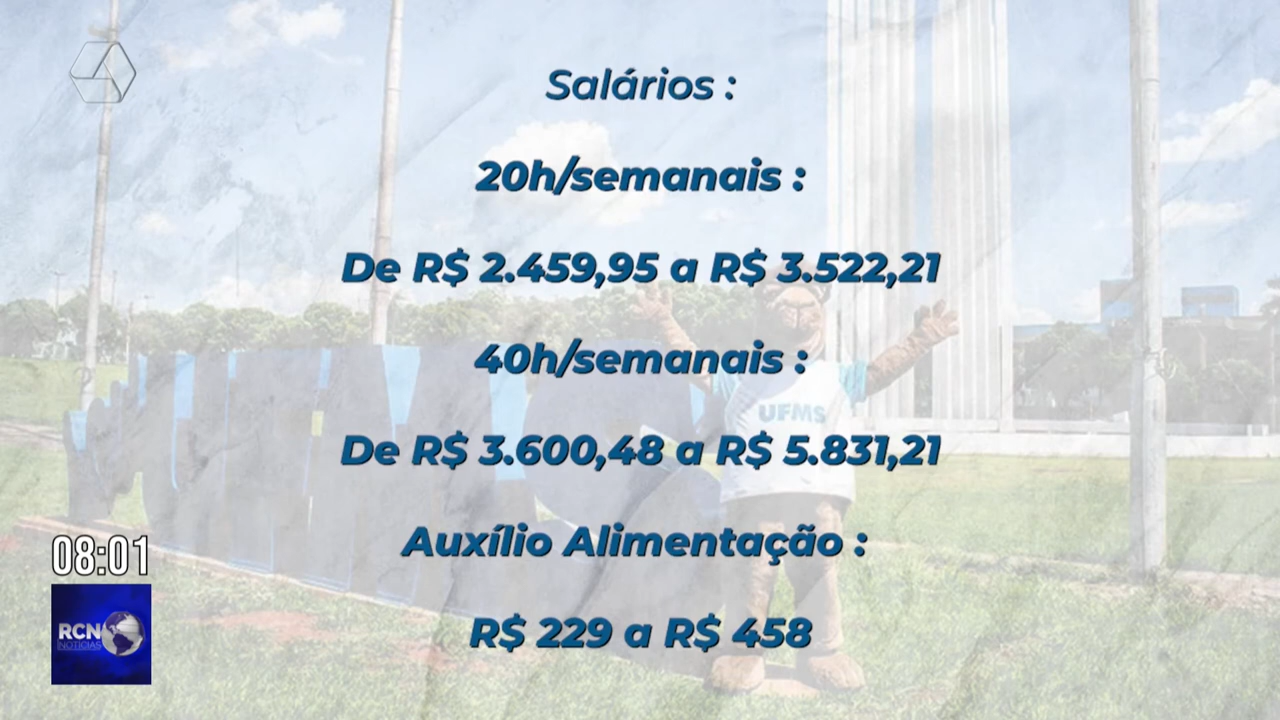 Salários :
20h/semanais :
De R$ 2.459,95 a R$ 3.522,21
40h/semanais :
De R$ 3.600,48 a R$ 5.831,21
UFMS
Auxílio Alimentação :
R$ 229 a R$ 458
08:01
RCN
NOTÍCIAS